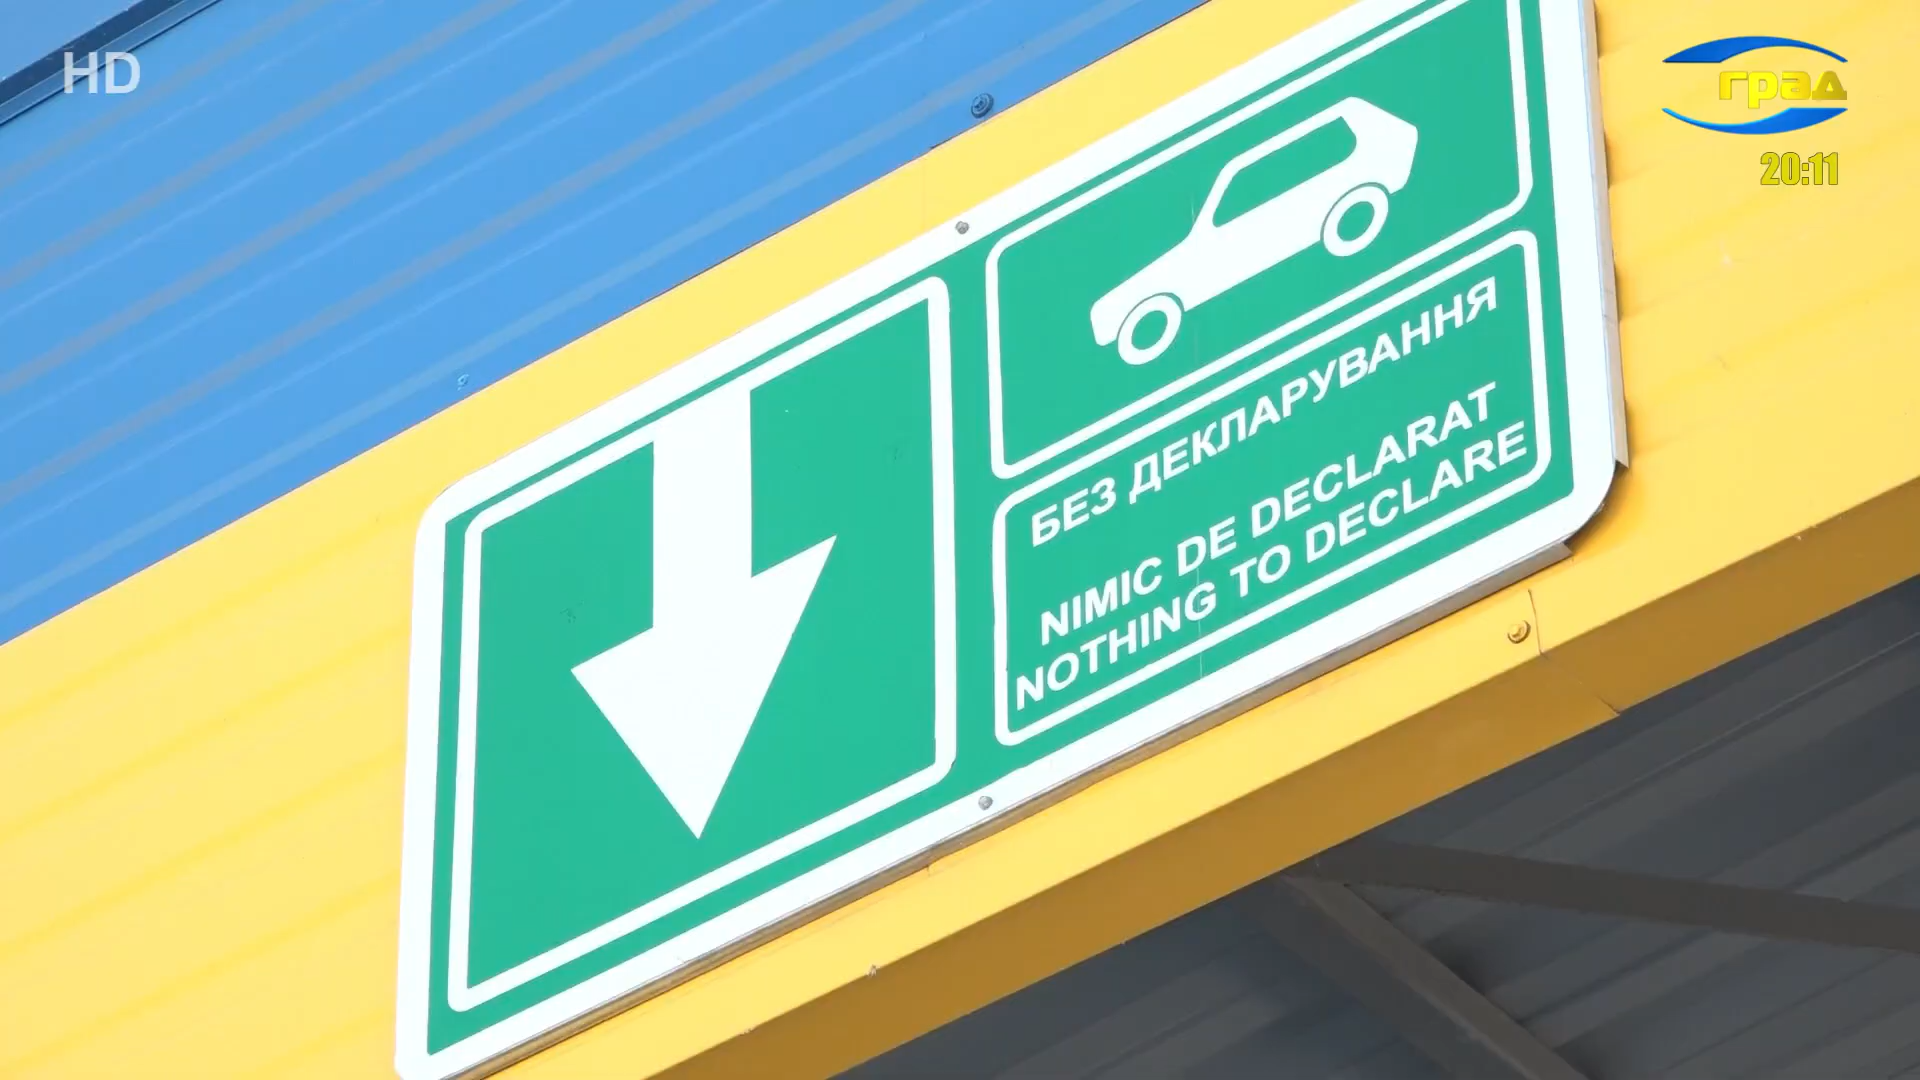 HD
град
20:11
БЕЗ ДЕКЛАРУВАННЯ
NIMIC DE DECLARAT
NOTHING TO DECLARE